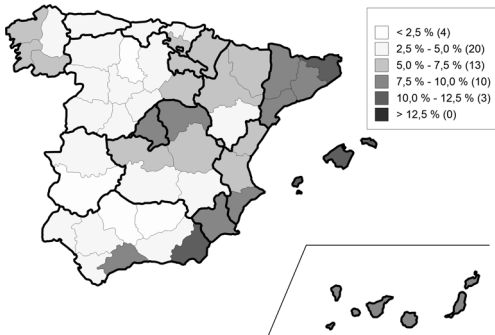 < 2,5 % (4)
2,5 % - 5,0 % (20)
5,0 % - 7,5 % (13)
7,5 % - 10,0 % (10)
10,0 % - 12,5 % (3)
> 12,5 % (0)